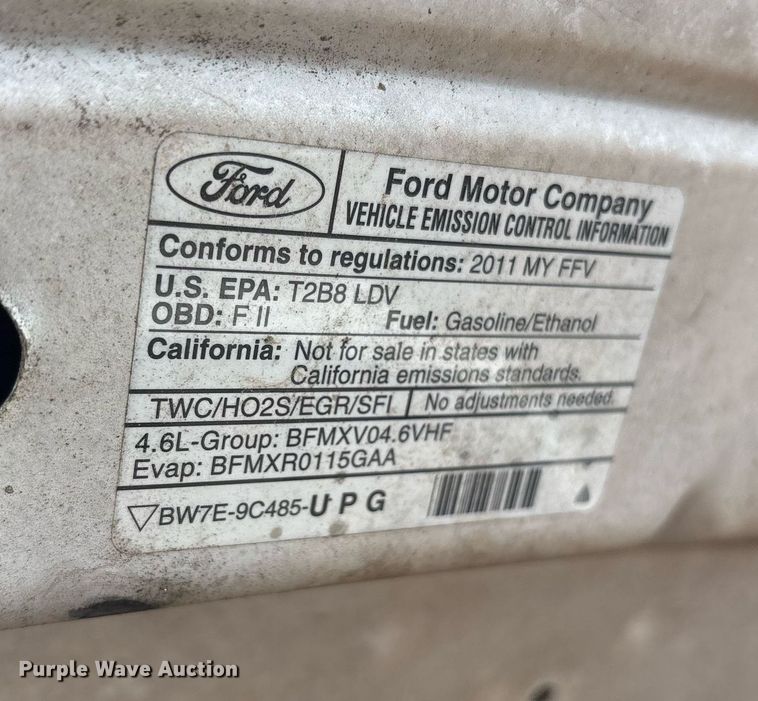 Ford
Ford Motor Company
VEHICLE EMISSION CONTROL INFORMATION
Conforms to regulations: 2011 MY FFV
U.S. EPA: T2B8 LDV
OBD: F II Fuel: Gasoline/Ethanol
California: Not for sale in states with
California emissions standards.
TWC/HO2S/EGR/SFI No adjustments needed.
4.6L-Group: BFMXV04.6VHF
Evap: BFMXR0115GAA
BW7E-9C485-U P G
Purple Wave Auction